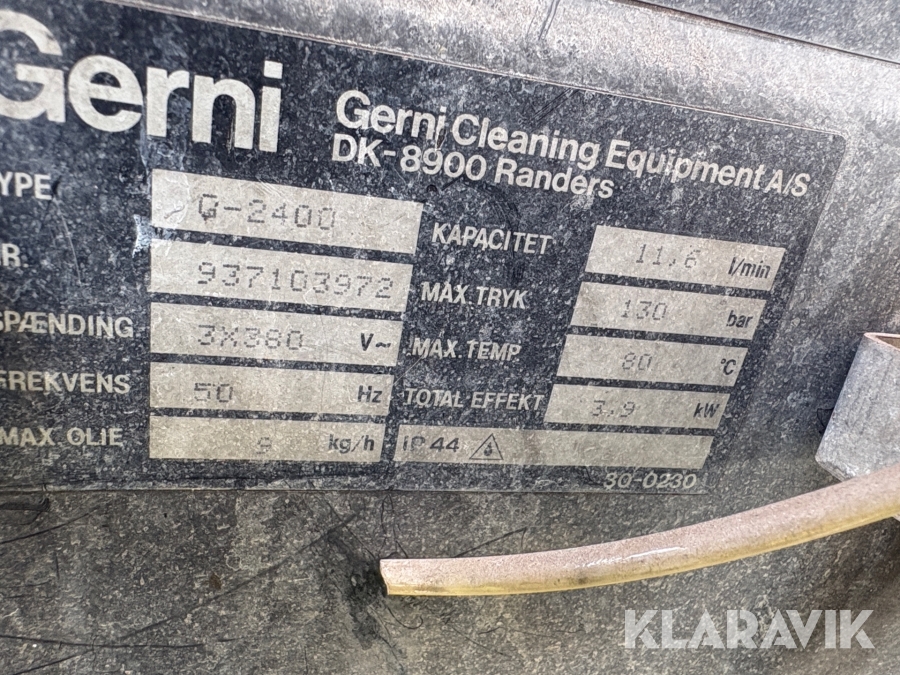 Gerni
Gerni Cleaning Equipment A/S
DK-8900 Randers
YPE G-2400
KAPACITET 11,6 l/min
R. 937103972
MAX. TRYK 130 bar
SPÆNDING 3X380 V~
MAX. TEMP. 80 °C
FREKVENS 50 Hz
TOTAL EFFEKT 3,9 kW
MAX. OLIE 9 kg/h
IP 44
30-0230
KLARAVIK